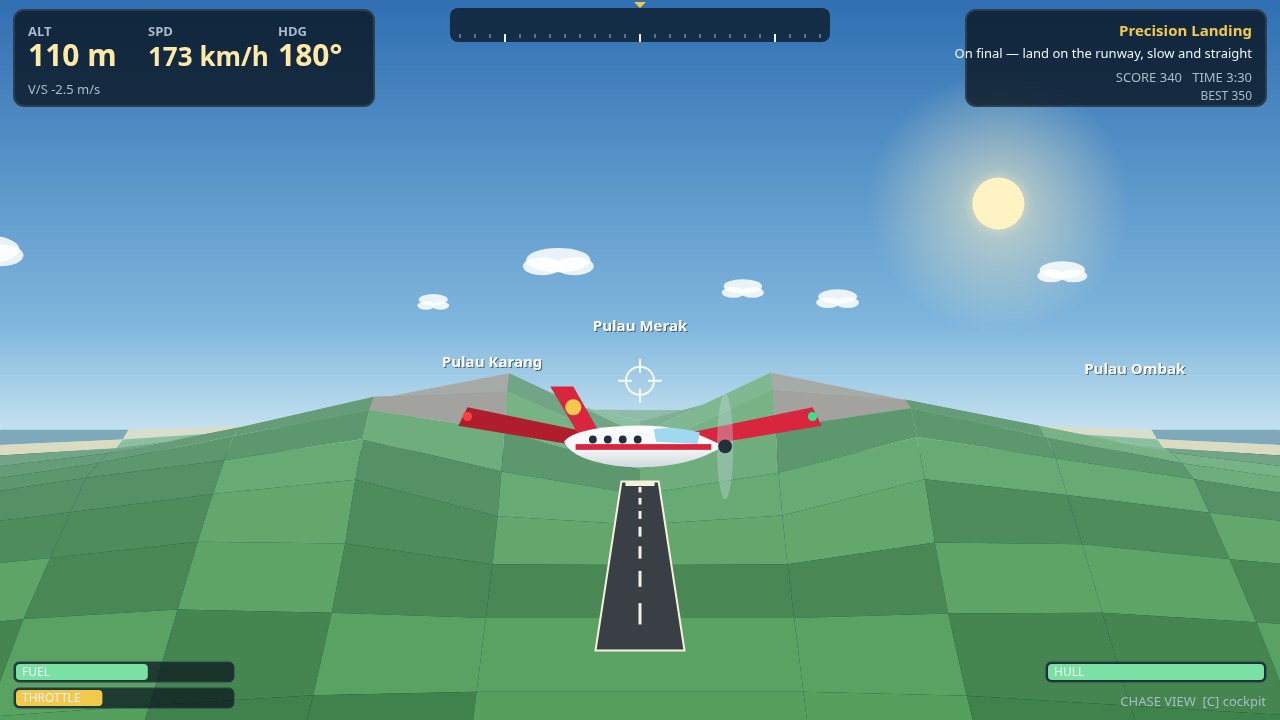 ALT SPD HDG
110 m 173 km/h 180°
V/S -2.5 m/s
Precision Landing
On final — land on the runway, slow and straight
SCORE 340 TIME 3:30
BEST 350
Pulau Merak
Pulau Karang
Pulau Ombak
FUEL
THROTTLE
HULL
CHASE VIEW [C] cockpit